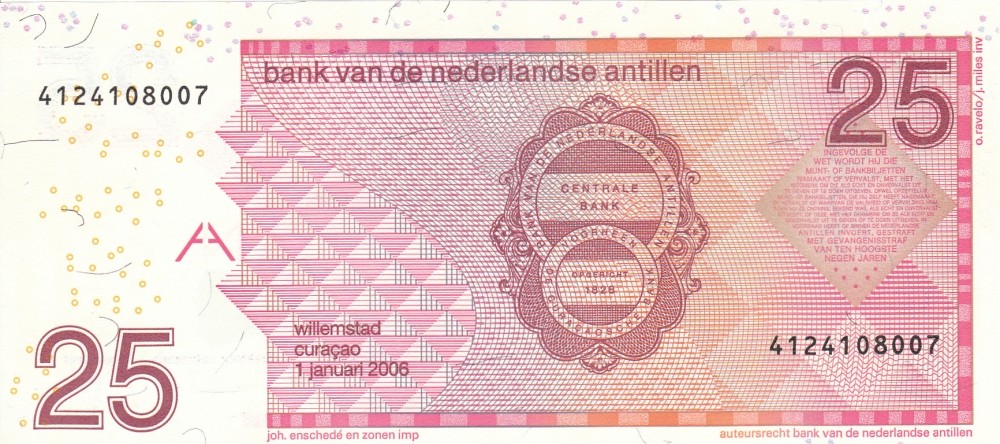 bank van de nederlandse antillen
25
4124108007
o. ravelo/j. miles inv
BANK VAN DE NEDERLANDSE ANTILLEN
CENTRALE
BANK
VOORHEEN
DE CURAÇAOSCHE BANK
OPGERICHT
1828
INGEVOLGE DE
WET WORDT HIJ DIE
MUNT- OF BANKBILJETTEN
NAMAAKT OF VERVALST, MET HET
ANTILLEN INVOERT, GESTRAFT
MET GEVANGENISSTRAF
VAN TEN HOOGSTE
NEGEN JAREN
willemstad
curaçao
1 januari 2006
4124108007
25
joh. enschedé en zonen imp
auteursrecht bank van de nederlandse antillen